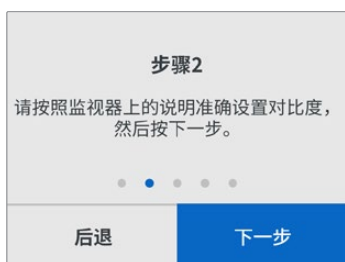 步骤2
请按照监视器上的说明准确设置对比度，
然后按下一步。
后退
下一步